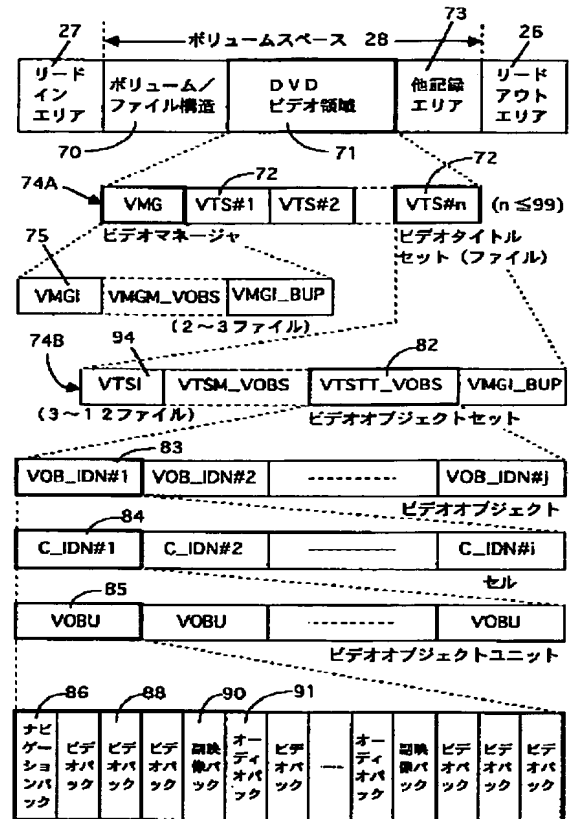 27
ボリュームスペース 28
73
26
リードインエリア
ボリューム／ファイル構造
DVDビデオ領域
他記録エリア
リードアウトエリア
70
71
74A
72
72
VMG
VTS#1
VTS#2
VTS#n
(n≦99)
ビデオマネージャ
ビデオタイトルセット（ファイル）
75
VMGI
VMGM_VOBS
VMGI_BUP
(2〜3ファイル)
74B
94
82
VTSI
VTSM_VOBS
VTSTT_VOBS
VMGI_BUP
(3〜12ファイル)
ビデオオブジェクトセット
83
VOB_IDN#1
VOB_IDN#2
VOB_IDN#j
ビデオオブジェクト
84
C_IDN#1
C_IDN#2
C_IDN#i
セル
85
VOBU
VOBU
VOBU
ビデオオブジェクトユニット
86
88
90
91
ナビゲーションパック
ビデオパック
ビデオパック
ビデオパック
副映像パック
オーディオパック
ビデオパック
オーディオパック
副映像パック
ビデオパック
ビデオパック
ビデオパック